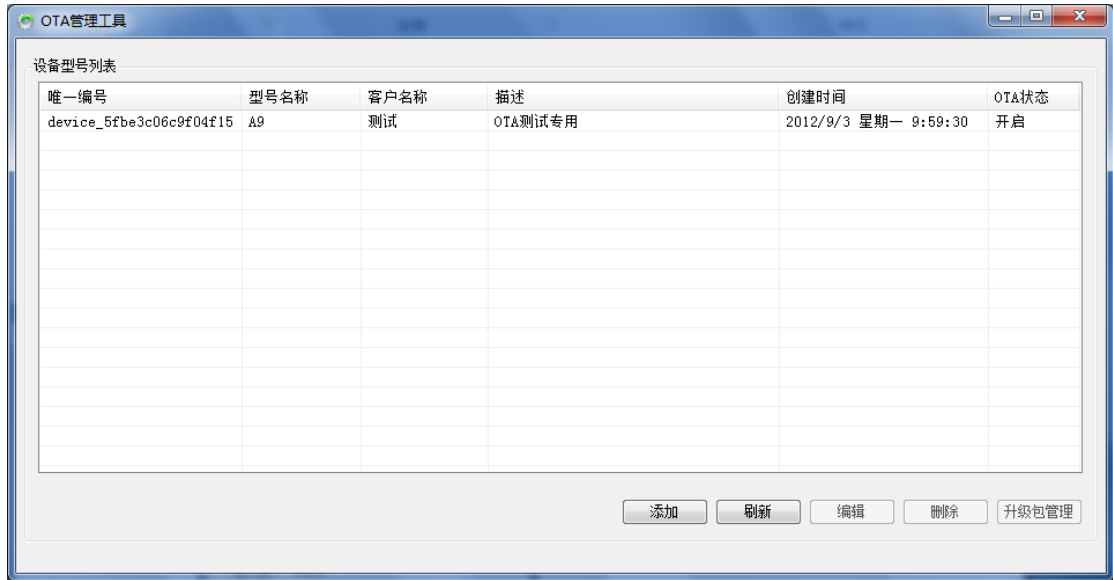 OTA管理工具
设备型号列表
唯一编号 型号名称 客户名称 描述 创建时间 OTA状态
device_5fbe3c06c9f04f15 A9 测试 OTA测试专用 2012/9/3 星期一 9:59:30 开启
添加 刷新 编辑 删除 升级包管理